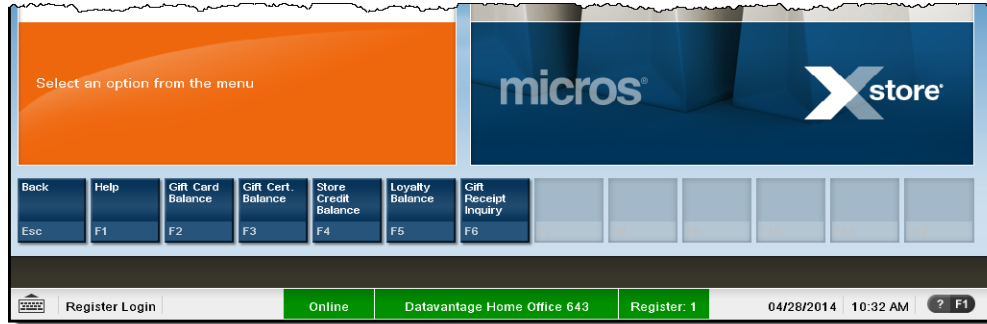 Select an option from the menu
micros®
Xstore
Back
Esc
Help
F1
Gift Card
Balance
F2
Gift Cert.
Balance
F3
Store
Credit
Balance
F4
Loyalty
Balance
F5
Gift
Receipt
Inquiry
F6
Register Login
Online
Datavantage Home Office 643
Register: 1
04/28/2014
10:32 AM
? F1